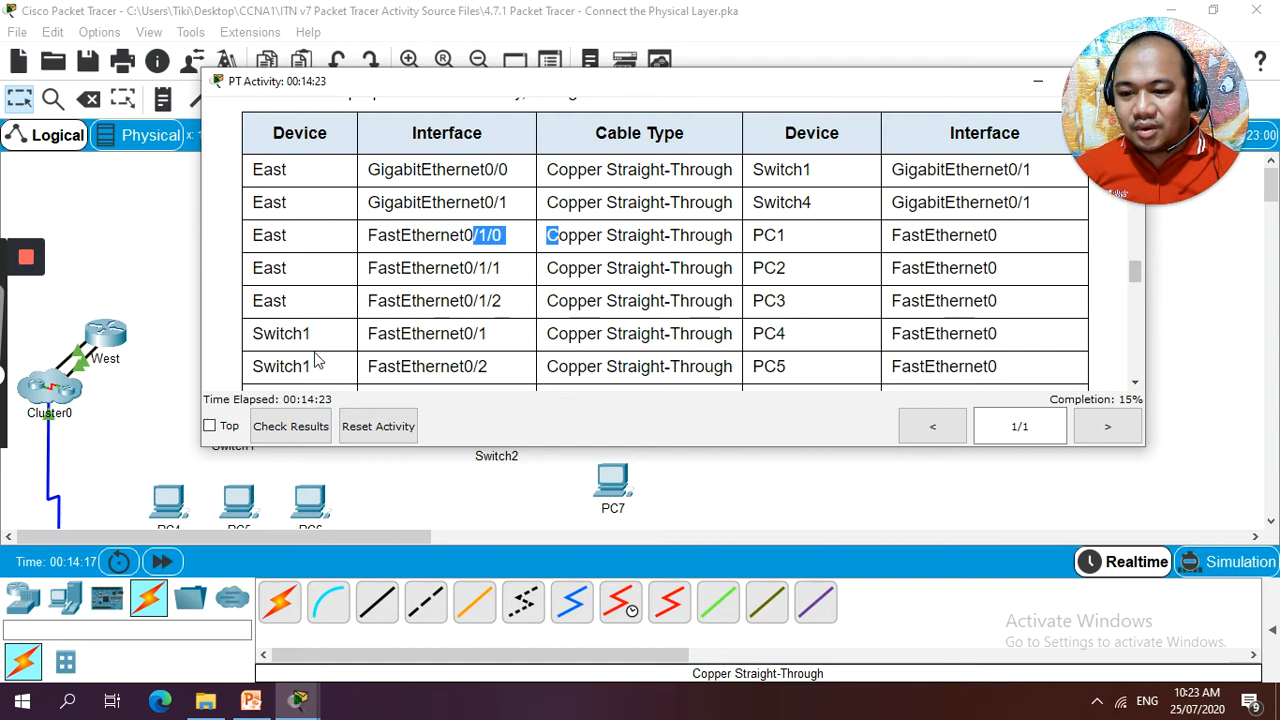 Cisco Packet Tracer - C:\Users\Tiki\Desktop\CCNA1\ITN v7 Packet Tracer Activity Source Files\4.7.1 Packet Tracer - Connect the Physical Layer.pka
File Edit Options View Tools Extensions Help
PT Activity: 00:14:23
Logical Physical x: 1 23:00
Device Interface Cable Type Device Interface
East GigabitEthernet0/0 Copper Straight-Through Switch1 GigabitEthernet0/1
East GigabitEthernet0/1 Copper Straight-Through Switch4 GigabitEthernet0/1
East FastEthernet0/1/0 Copper Straight-Through PC1 FastEthernet0
East FastEthernet0/1/1 Copper Straight-Through PC2 FastEthernet0
East FastEthernet0/1/2 Copper Straight-Through PC3 FastEthernet0
Switch1 FastEthernet0/1 Copper Straight-Through PC4 FastEthernet0
Switch1 FastEthernet0/2 Copper Straight-Through PC5 FastEthernet0
West
Cluster0
Time Elapsed: 00:14:23 Completion: 15%
Top Check Results Reset Activity < 1/1 >
Switch1
Switch2
PC7
PC4 PC5 PC6
Time: 00:14:17 Realtime Simulation
Activate Windows
Go to Settings to activate Windows.
Copper Straight-Through
ENG
10:23 AM
25/07/2020
9